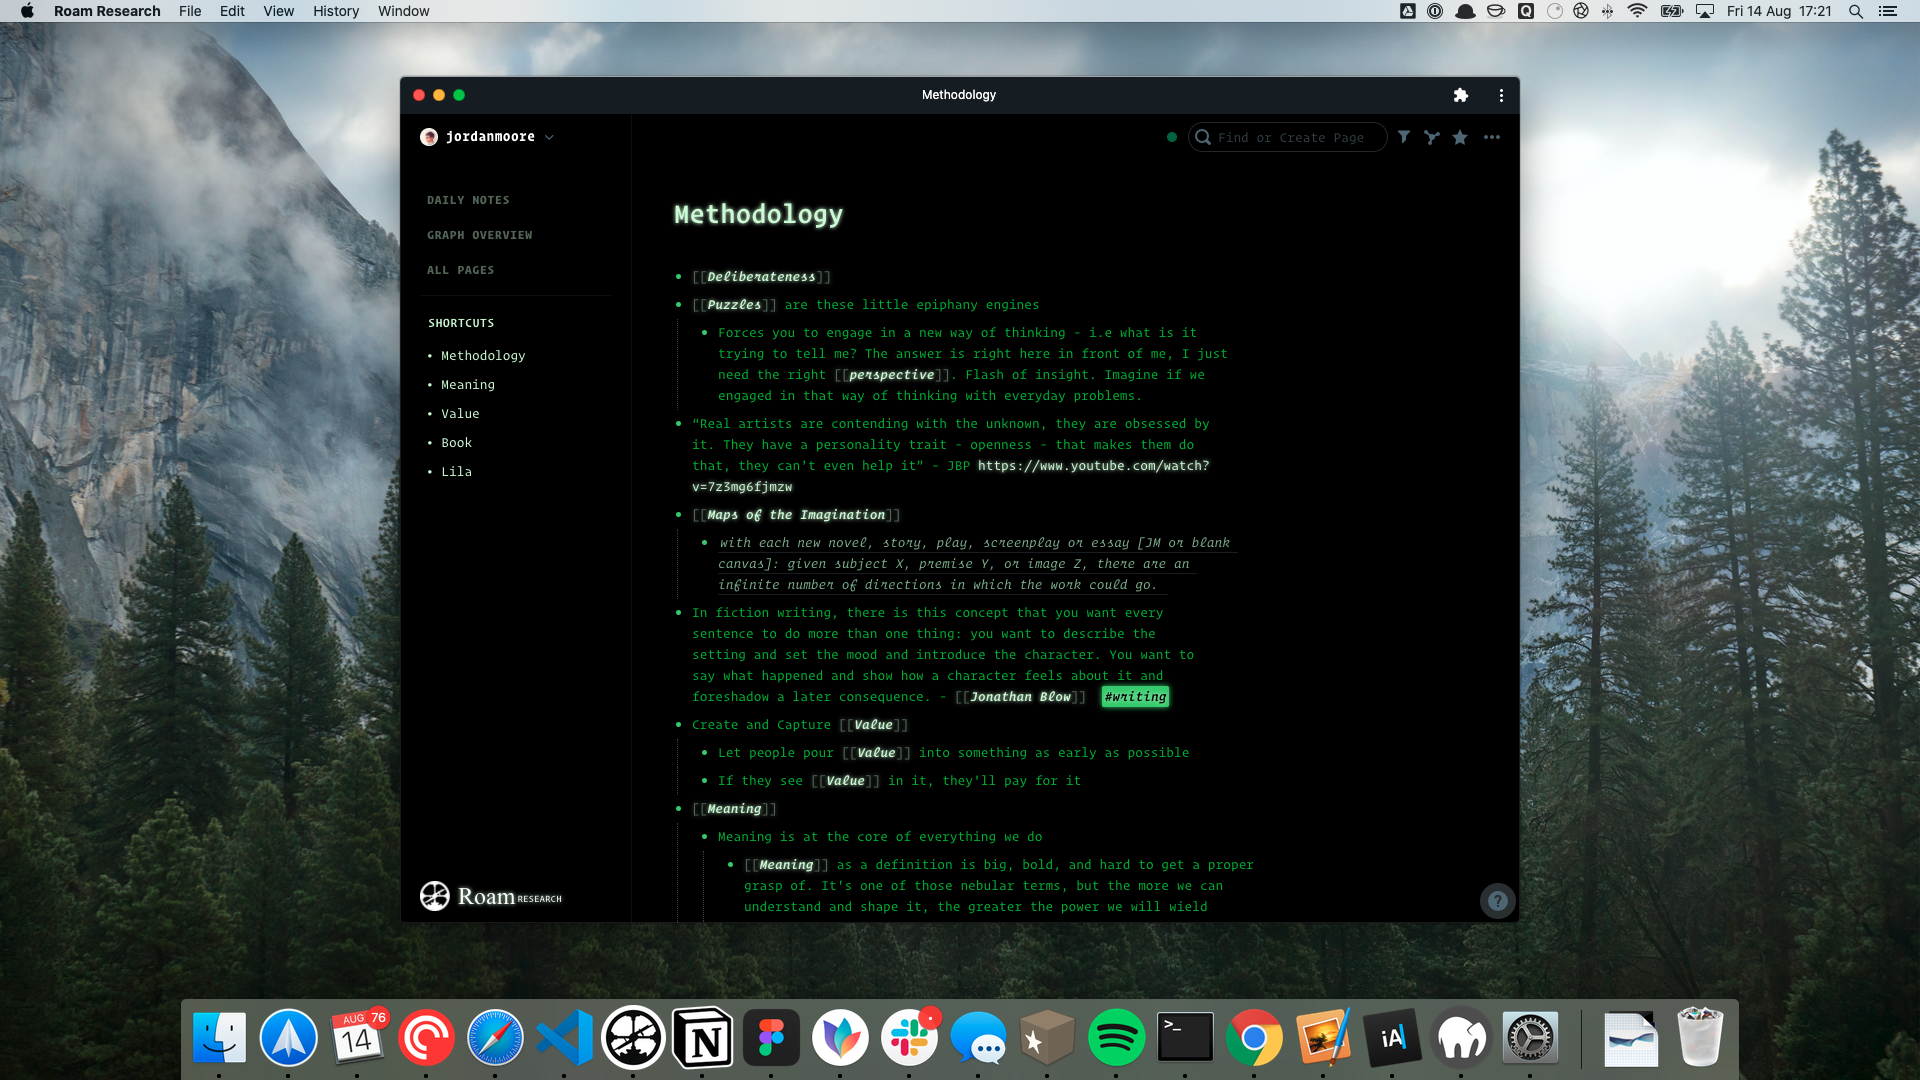 Roam Research File Edit View History Window
Fri 14 Aug 17:21
Methodology
jordanmoore
Find or Create Page
DAILY NOTES
GRAPH OVERVIEW
ALL PAGES
SHORTCUTS
• Methodology
• Meaning
• Value
• Book
• Lila
Roam RESEARCH
Methodology
• [[Deliberateness]]
• [[Puzzles]] are these little epiphany engines
• Forces you to engage in a new way of thinking - i.e what is it
trying to tell me? The answer is right here in front of me, I just
need the right [[perspective]]. Flash of insight. Imagine if we
engaged in that way of thinking with everyday problems.
• “Real artists are contending with the unknown, they are obsessed by
it. They have a personality trait - openness - that makes them do
that, they can’t even help it” - JBP https://www.youtube.com/watch?
v=7z3mg6fjmzw
• [[Maps of the Imagination]]
• with each new novel, story, play, screenplay or essay [JM or blank
canvas]: given subject X, premise Y, or image Z, there are an
infinite number of directions in which the work could go.
• In fiction writing, there is this concept that you want every
sentence to do more than one thing: you want to describe the
setting and set the mood and introduce the character. You want to
say what happened and show how a character feels about it and
foreshadow a later consequence. - [[Jonathan Blow]] #writing
• Create and Capture [[Value]]
• Let people pour [[Value]] into something as early as possible
• If they see [[Value]] in it, they'll pay for it
• [[Meaning]]
• Meaning is at the core of everything we do
• [[Meaning]] as a definition is big, bold, and hard to get a proper
grasp of. It's one of those nebular terms, but the more we can
understand and shape it, the greater the power we will wield
?
AUG 76
14
N
>_
iA